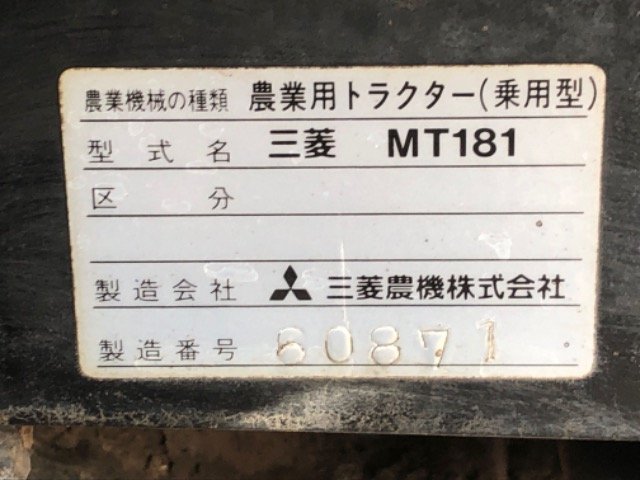 農業機械の種類 農業用トラクター(乗用型)
型式名 三菱 MT181
区分
製造会社 三菱農機株式会社
製造番号 60871